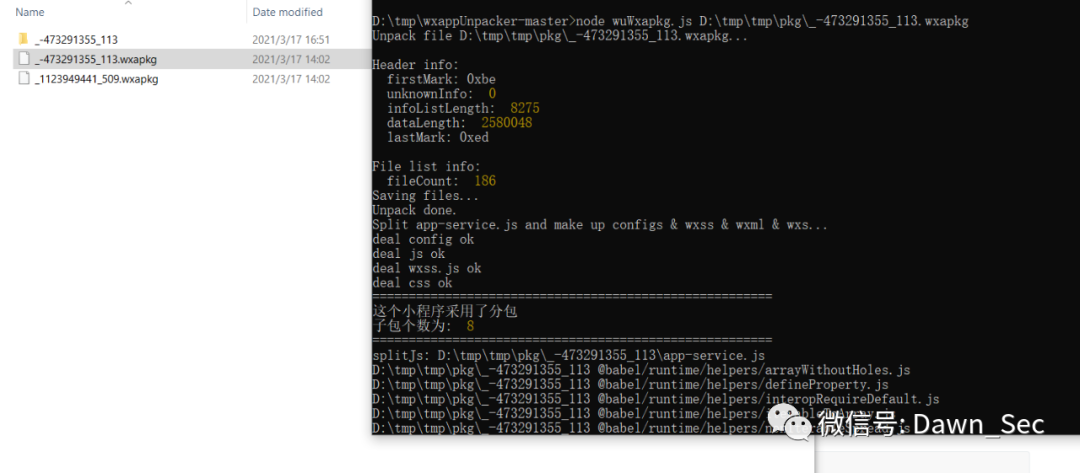 Name Date modified
_-473291355_113 2021/3/17 16:51
_-473291355_113.wxapkg 2021/3/17 14:02
_1123949441_509.wxapkg 2021/3/17 14:02
D:\tmp\wxappUnpacker-master>node wuWxapkg.js D:\tmp\tmp\pkg\_-473291355_113.wxapkg
Unpack file D:\tmp\tmp\pkg\_-473291355_113.wxapkg...
Header info:
firstMark: 0xbe
unknownInfo: 0
infoListLength: 8275
dataLength: 2580048
lastMark: 0xed
File list info:
fileCount: 186
Saving files...
Unpack done.
Split app-service.js and make up configs & wxss & wxml & wxs...
deal config ok
deal js ok
deal wxss.js ok
deal css ok
=======================================================
这个小程序采用了分包
子包个数为: 8
=======================================================
splitJs: D:\tmp\tmp\pkg\_-473291355_113\app-service.js
D:\tmp\tmp\pkg\_-473291355_113 @babel/runtime/helpers/arrayWithoutHoles.js
D:\tmp\tmp\pkg\_-473291355_113 @babel/runtime/helpers/defineProperty.js
D:\tmp\tmp\pkg\_-473291355_113 @babel/runtime/helpers/interopRequireDefault.js
D:\tmp\tmp\pkg\_-473291355_113 @babel/runtime/helpers/
D:\tmp\tmp\pkg\_-473291355_113 @babel/runtime/helpers/
微信号: Dawn_Sec